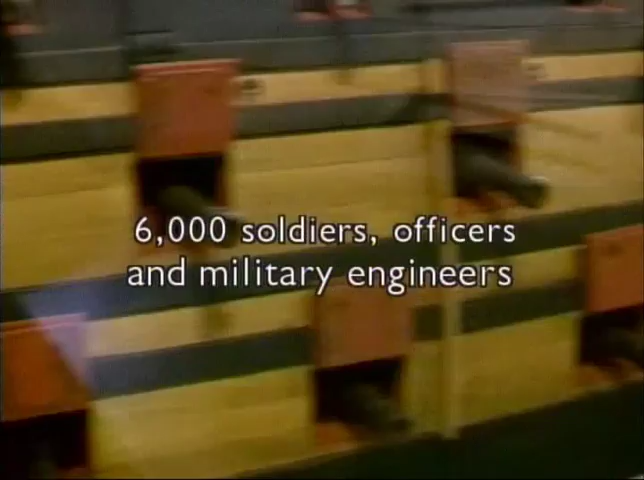 6,000 soldiers, officers
and military engineers